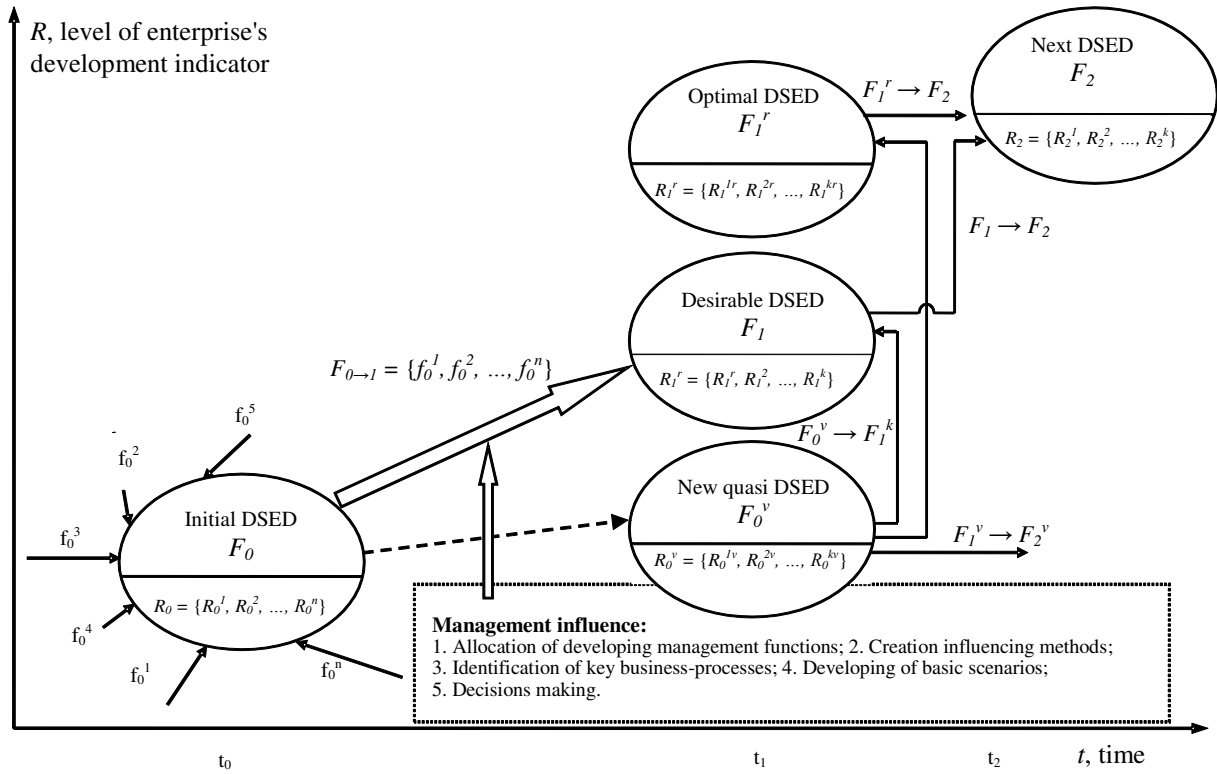 R, level of enterprise's
development indicator
Next DSED
F₂
R₂ = {R₂¹, R₂², ..., R₂ᵏ}
Optimal DSED
F₁ʳ
R₁ʳ = {R₁¹ʳ, R₁²ʳ, ..., R₁ᵏʳ}
F₁ʳ → F₂
F₁ → F₂
Desirable DSED
F₁
R₁ʳ = {R₁ʳ, R₁², ..., R₁ᵏ}
F₀→₁ = {f₀¹, f₀², ..., f₀ⁿ}
F₀ᵛ → F₁ᵏ
New quasi DSED
F₀ᵛ
R₀ᵛ = {R₀¹ᵛ, R₀²ᵛ, ..., R₀ᵏᵛ}
F₁ᵛ → F₂ᵛ
f₀⁵
f₀²
f₀³
f₀⁴
f₀¹
f₀ⁿ
Initial DSED
F₀
R₀ = {R₀¹, R₀², ..., R₀ⁿ}
Management influence:
1. Allocation of developing management functions; 2. Creation influencing methods;
3. Identification of key business-processes; 4. Developing of basic scenarios;
5. Decisions making.
t₀
t₁
t₂
t, time